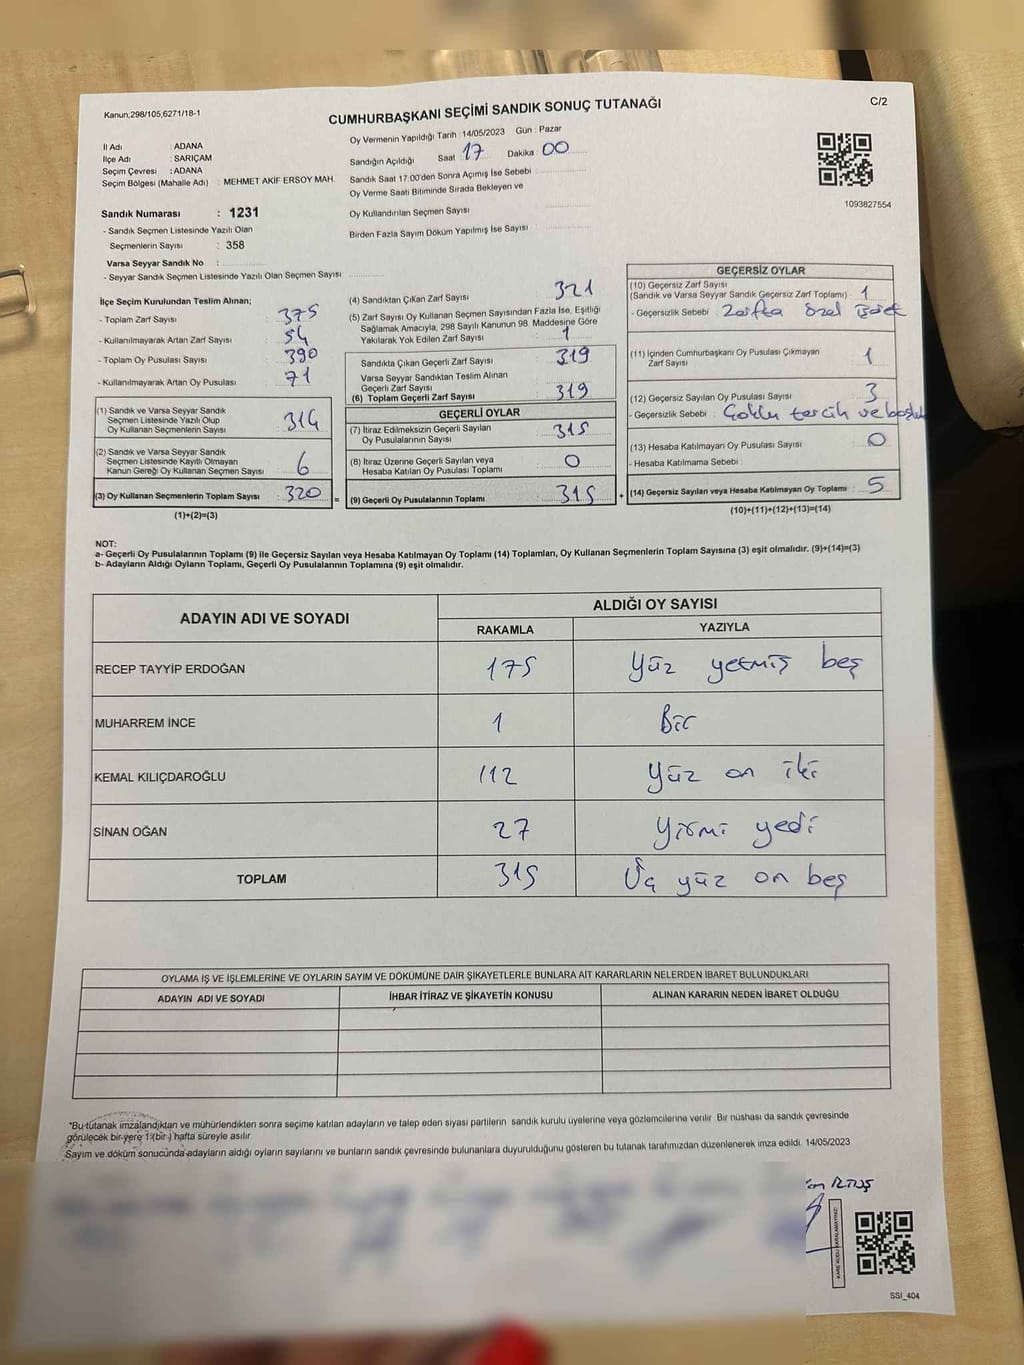 Kanun;298/105,6271/18-1
CUMHURBAŞKANI SEÇİMİ SANDIK SONUÇ TUTANAĞI
C/2
İl Adı : ADANA
İlçe Adı : SARIÇAM
Seçim Çevresi : ADANA
Seçim Bölgesi (Mahalle Adı) : MEHMET AKİF ERSOY MAH.
Sandık Numarası : 1231
- Sandık Seçmen Listesinde Yazılı Olan
Seçmenlerin Sayısı : 358
Varsa Seyyar Sandık No :
- Seyyar Sandık Seçmen Listesinde Yazılı Olan Seçmen Sayısı:
Oy Vermenin Yapıldığı Tarih : 14/05/2023 Gün : Pazar
Sandığın Açıldığı Saat : 17 Dakika : 00
Sandık Saat 17:00'den Sonra Açımış İse Sebebi :
Oy Verme Saati Bitiminde Sırada Bekleyen ve
Oy Kullandırılan Seçmen Sayısı
Birden Fazla Sayım Döküm Yapılmış İse Sayısı :
1093827554
İlçe Seçim Kurulundan Teslim Alınan;
- Toplam Zarf Sayısı : 375
- Kullanılmayarak Artan Zarf Sayısı : 54
- Toplam Oy Pusulası Sayısı : 390
- Kullanılmayarak Artan Oy Pusulası : 71
(1) Sandık ve Varsa Seyyar Sandık
Seçmen Listesinde Yazılı Olup
Oy Kullanan Seçmenlerin Sayısı : 314
(2) Sandık ve Varsa Seyyar Sandık
Seçmen Listesinde Kayıtlı Olmayan
Kanun Gereği Oy Kullanan Seçmen Sayısı : 6
(3) Oy Kullanan Seçmenlerin Toplam Sayısı : 320 =
(1)+(2)=(3)
(4) Sandıktan Çıkan Zarf Sayısı : 321
(5) Zarf Sayısı Oy Kullanan Seçmen Sayısından Fazla İse, Eşitliği
Sağlamak Amacıyla, 298 Sayılı Kanunun 98. Maddesine Göre
Yakılarak Yok Edilen Zarf Sayısı : 1
Sandıkta Çıkan Geçerli Zarf Sayısı : 319
Varsa Seyyar Sandıktan Teslim Alınan
Geçerli Zarf Sayısı :
(6) Toplam Geçerli Zarf Sayısı : 319
GEÇERLİ OYLAR
(7) İtiraz Edilmeksizin Geçerli Sayılan
Oy Pusulalarının Sayısı : 315
(8) İtiraz Üzerine Geçerli Sayılan veya
Hesaba Katılan Oy Pusulası Toplamı : 0
(9) Geçerli Oy Pusulalarının Toplamı : 315 +
GEÇERSİZ OYLAR
(10) Geçersiz Zarf Sayısı
(Sandık ve Varsa Seyyar Sandık Geçersiz Zarf Toplamı) : 1
- Geçersizlik Sebebi : Zarfta özel
(11) İçinden Cumhurbaşkanı Oy Pusulası Çıkmayan
Zarf Sayısı : 1
(12) Geçersiz Sayılan Oy Pusulası Sayısı : 3
- Geçersizlik Sebebi : Çoklu tercih ve boşluk
(13) Hesaba Katılmayan Oy Pusulası Sayısı : 0
- Hesaba Katılmama Sebebi :
(14) Geçersiz Sayılan veya Hesaba Katılmayan Oy Toplamı : 5
(10)+(11)+(12)+(13)=(14)
NOT:
a- Geçerli Oy Pusulalarının Toplamı (9) ile Geçersiz Sayılan veya Hesaba Katılmayan Oy Toplamı (14) Toplamları, Oy Kullanan Seçmenlerin Toplam Sayısına (3) eşit olmalıdır. (9)+(14)=(3)
b- Adayların Aldığı Oyların Toplamı, Geçerli Oy Pusulalarının Toplamına (9) eşit olmalıdır.
ADAYIN ADI VE SOYADI
ALDIĞI OY SAYISI
RAKAMLA YAZIYLA
RECEP TAYYİP ERDOĞAN 175 Yüz yetmiş beş
MUHARREM İNCE 1 Bir
KEMAL KILIÇDAROĞLU 112 Yüz on iki
SİNAN OĞAN 27 Yirmi yedi
TOPLAM 315 Üç yüz on beş
OYLAMA İŞ VE İŞLEMLERİNE VE OYLARIN SAYIM VE DÖKÜMÜNE DAİR ŞİKAYETLERLE BUNLARA AİT KARARLARIN NELERDEN İBARET BULUNDUKLARI
ADAYIN ADI VE SOYADI İHBAR İTİRAZ VE ŞİKAYETİN KONUSU ALINAN KARARIN NEDEN İBARET OLDUĞU
*Bu tutanak imzalandıktan ve mühürlendikten sonra seçime katılan adayların ve talep eden siyasi partilerin sandık kurulu üyelerine veya gözlemcilerine verilir. Bir nüshası da sandık çevresinde
görülecek bir yere 1 (bir) hafta süreyle asılır.
Sayım ve döküm sonucunda adayların aldığı oyların sayılarını ve bunların sandık çevresinde bulunanlara duyurulduğunu gösteren bu tutanak tarafımızdan düzenlenerek imza edildi. 14/05/2023
KARE KODU KARALAMAYINIZ!
SSI_404